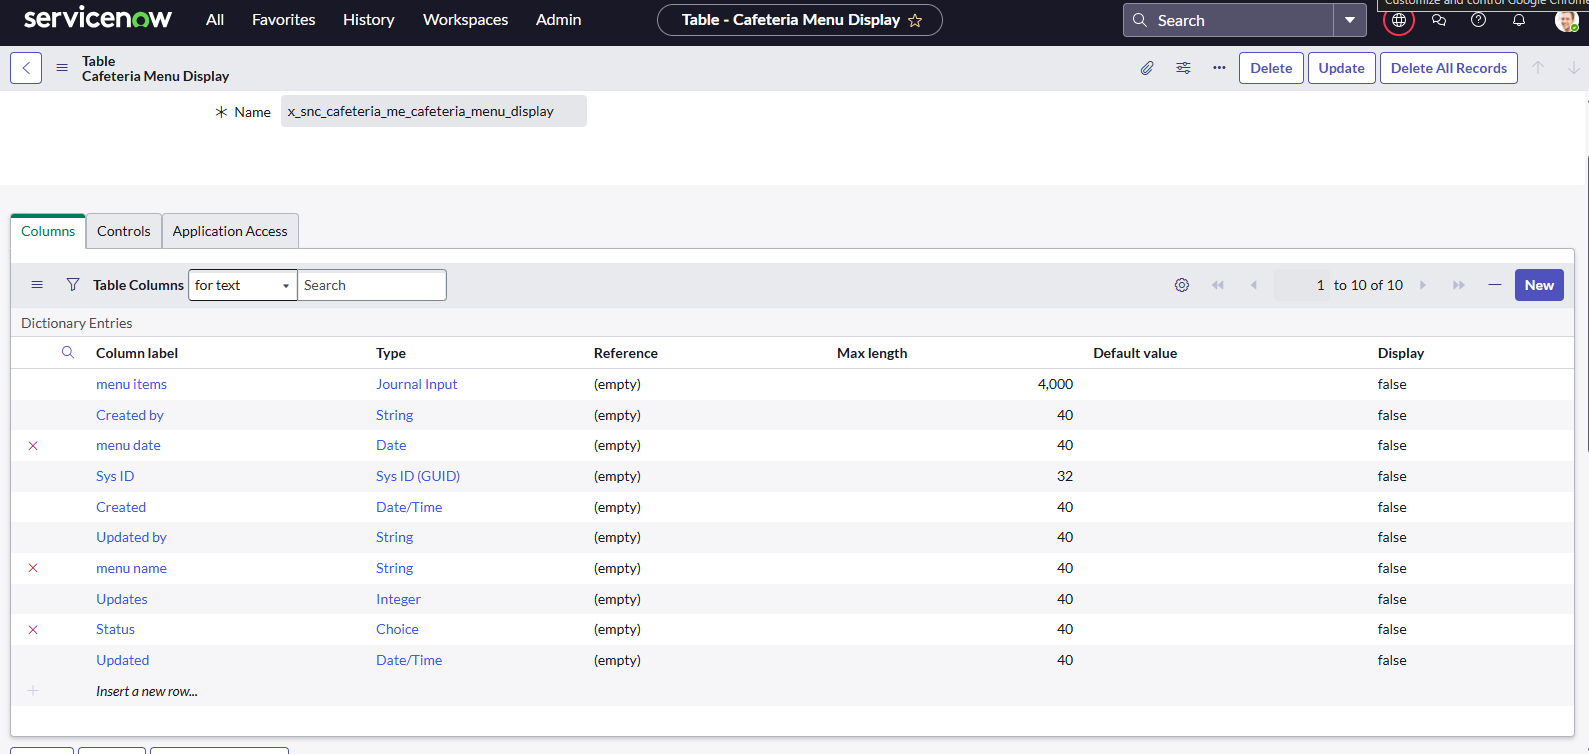 Customize and control Google Chrome
servicenow All Favorites History Workspaces Admin Table - Cafeteria Menu Display Search
Table
Cafeteria Menu Display
Delete Update Delete All Records
Name x_snc_cafeteria_me_cafeteria_menu_display
Columns Controls Application Access
Table Columns for text Search 1 to 10 of 10 New
Dictionary Entries
Column label Type Reference Max length Default value Display
menu items Journal Input (empty) 4,000 false
Created by String (empty) 40 false
menu date Date (empty) 40 false
Sys ID Sys ID (GUID) (empty) 32 false
Created Date/Time (empty) 40 false
Updated by String (empty) 40 false
menu name String (empty) 40 false
Updates Integer (empty) 40 false
Status Choice (empty) 40 false
Updated Date/Time (empty) 40 false
Insert a new row...